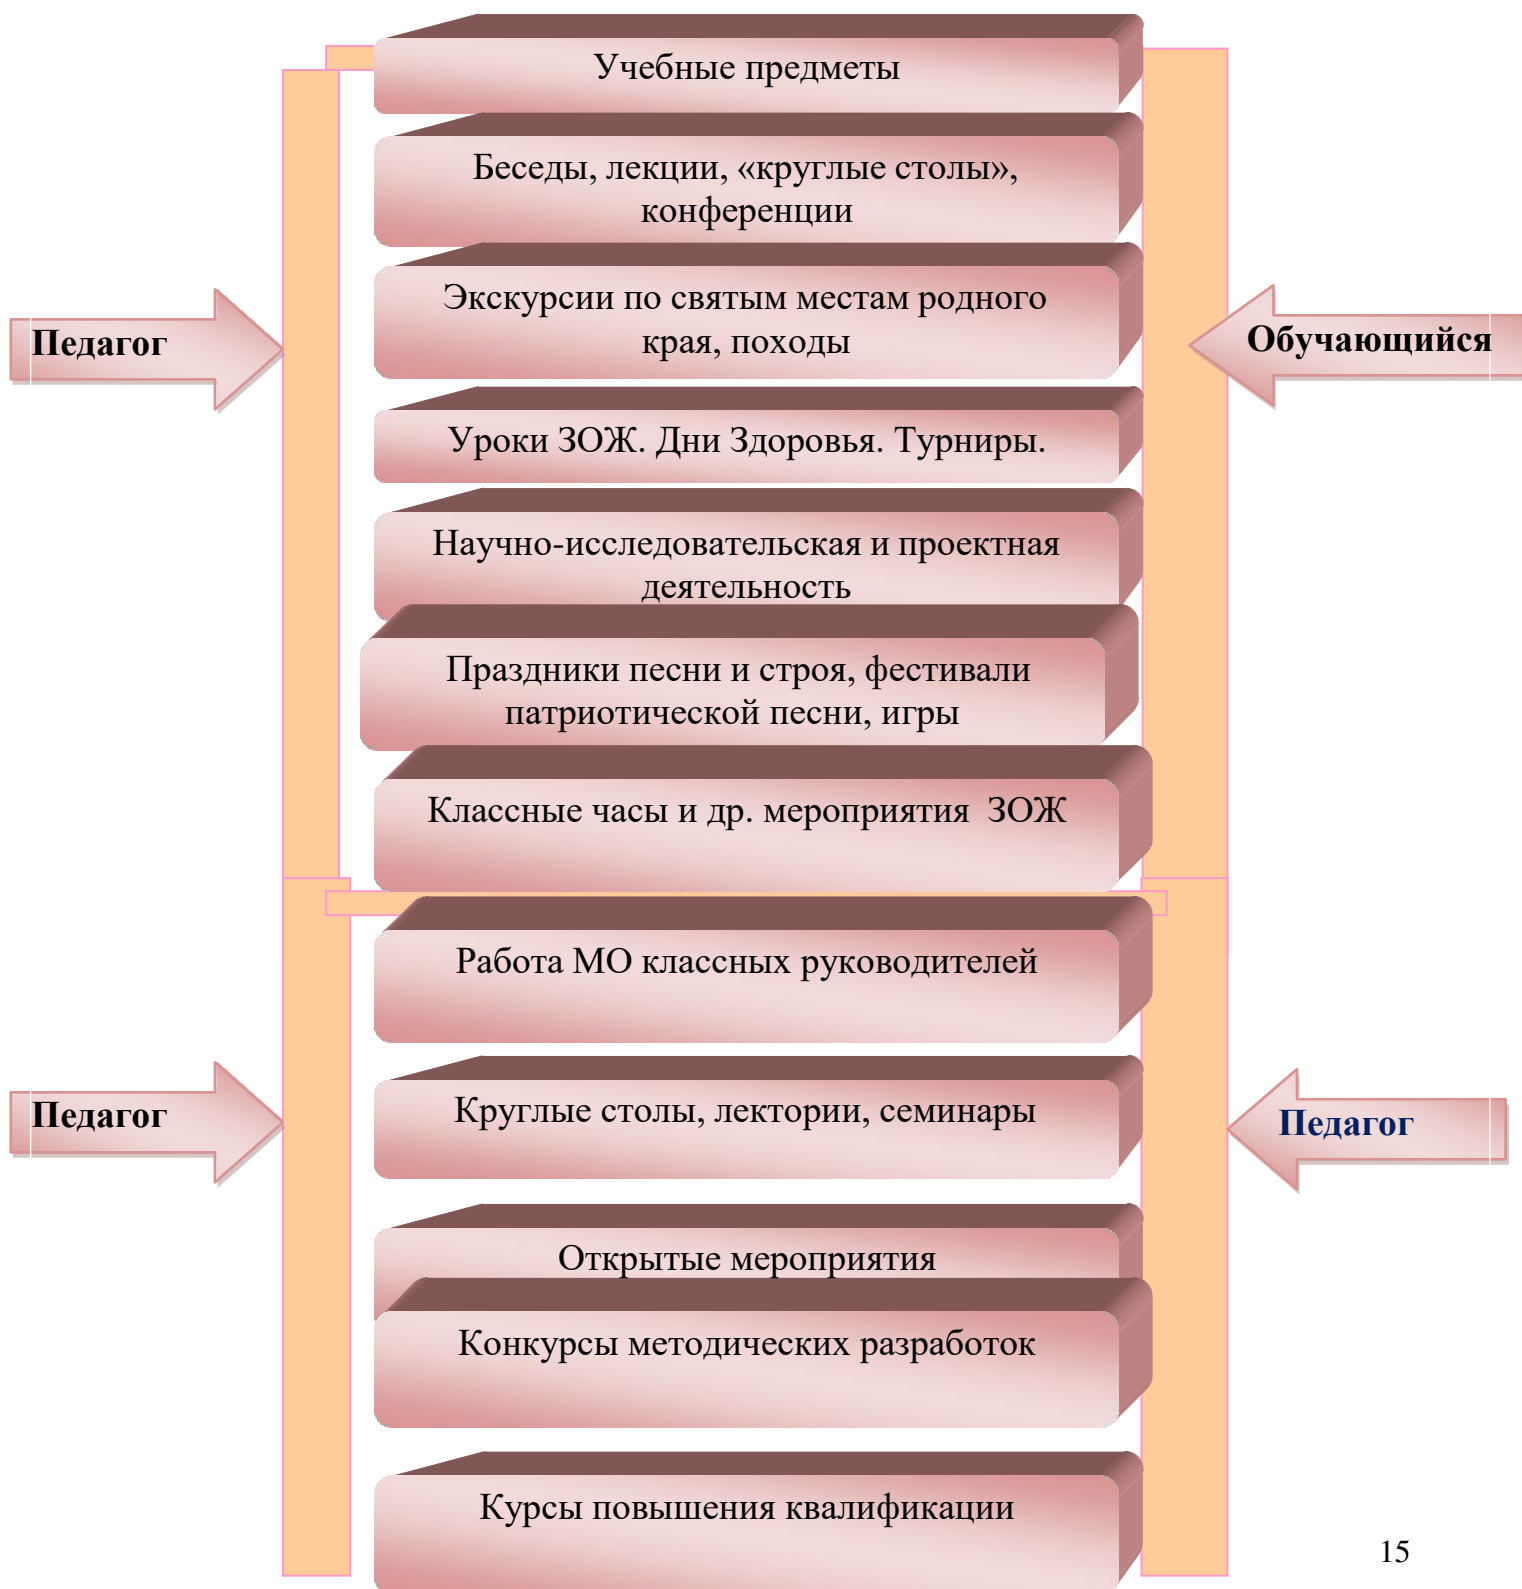 Учебные предметы
Беседы, лекции, «круглые столы»,
конференции
Экскурсии по святым местам родного
края, походы
Педагог
Обучающийся
Уроки ЗОЖ. Дни Здоровья. Турниры.
Научно-исследовательская и проектная
деятельность
Праздники песни и строя, фестивали
патриотической песни, игры
Классные часы и др. мероприятия  ЗОЖ
Работа МО классных руководителей
Круглые столы, лектории, семинары
Педагог
Педагог
Открытые мероприятия
Конкурсы методических разработок
Курсы повышения квалификации
15